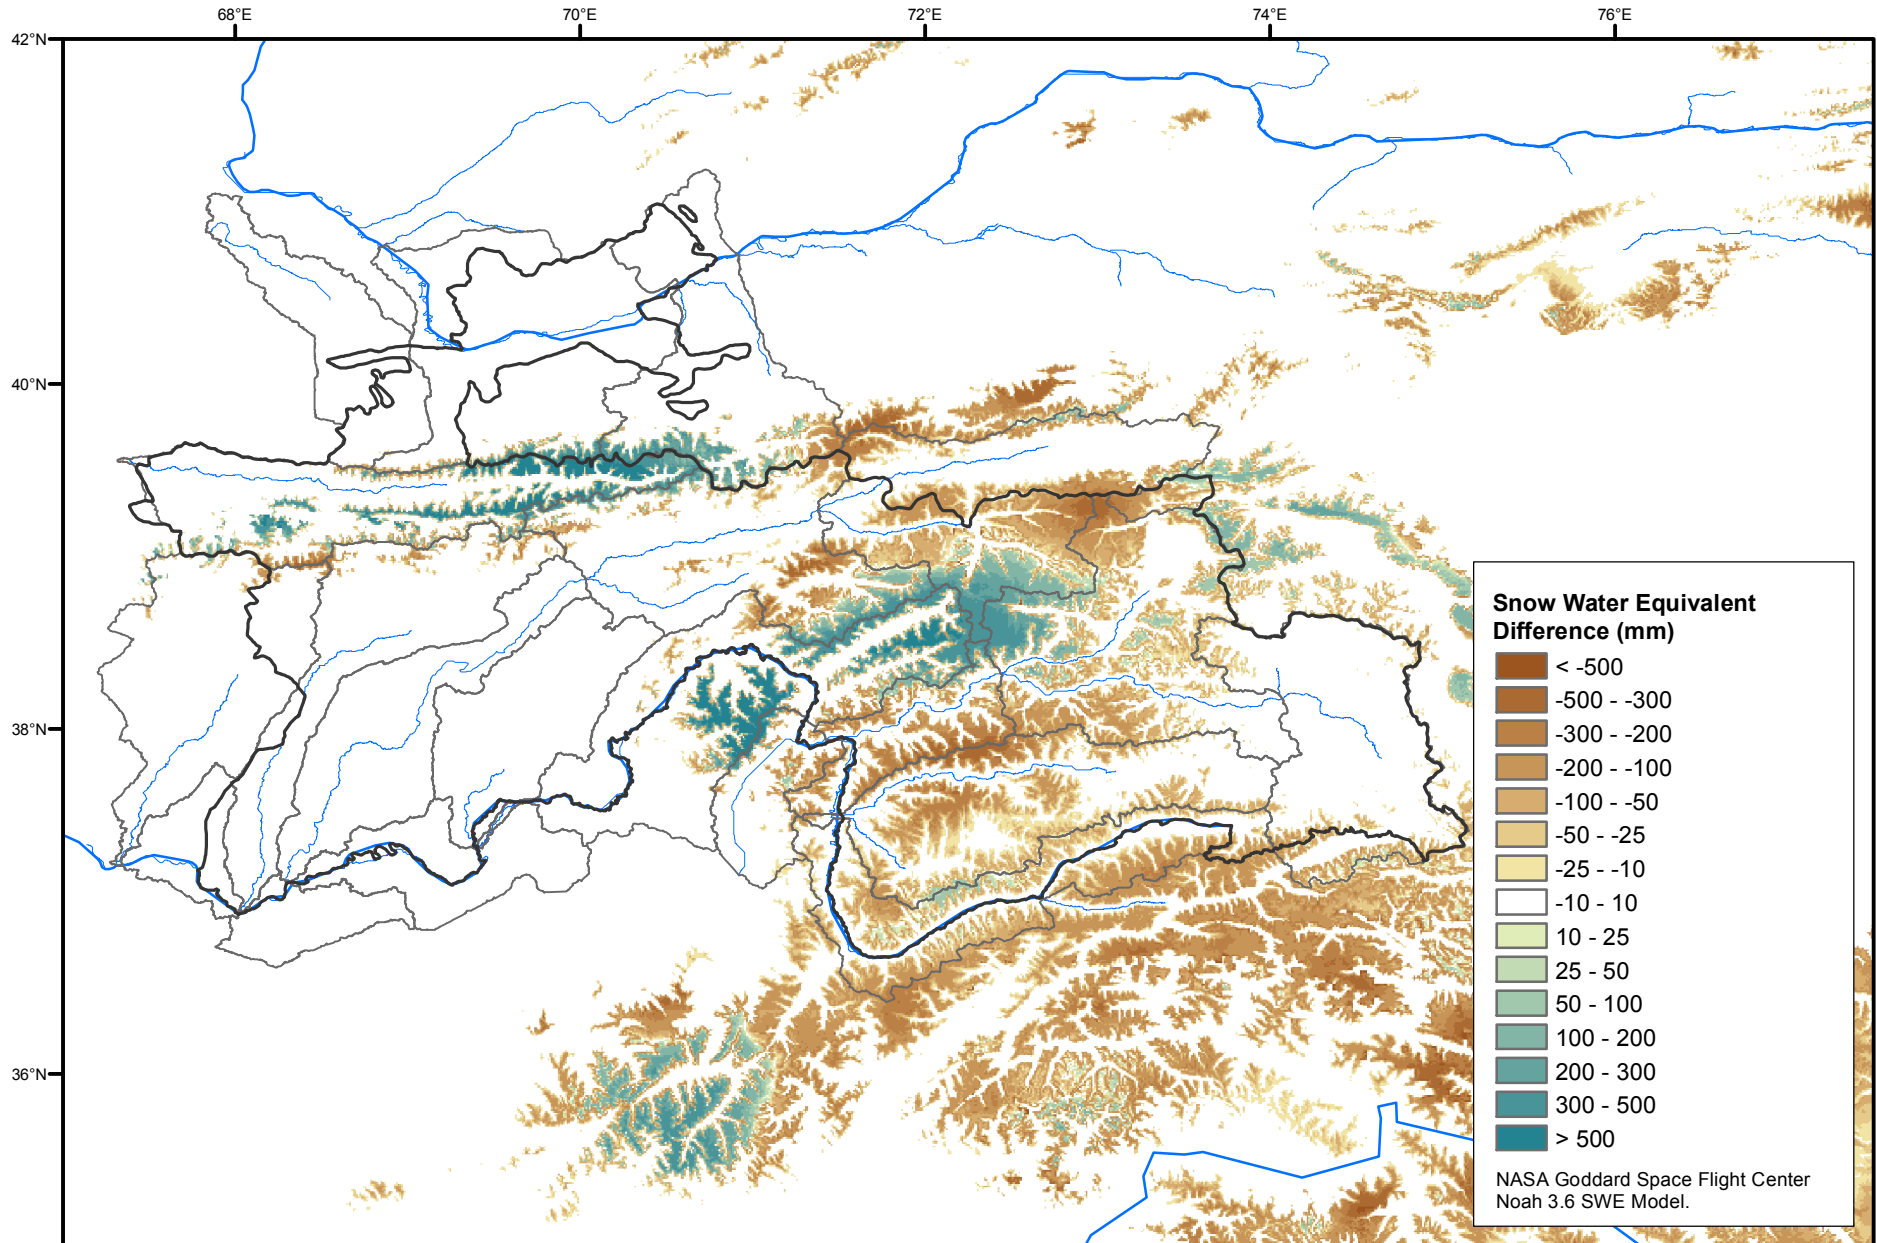 68°E 70°E 72°E 74°E 76°E
42°N
40°N
38°N
36°N
Snow Water Equivalent
Difference (mm)
< -500
-500 - -300
-300 - -200
-200 - -100
-100 - -50
-50 - -25
-25 - -10
-10 - 10
10 - 25
25 - 50
50 - 100
100 - 200
200 - 300
300 - 500
> 500
NASA Goddard Space Flight Center
Noah 3.6 SWE Model.